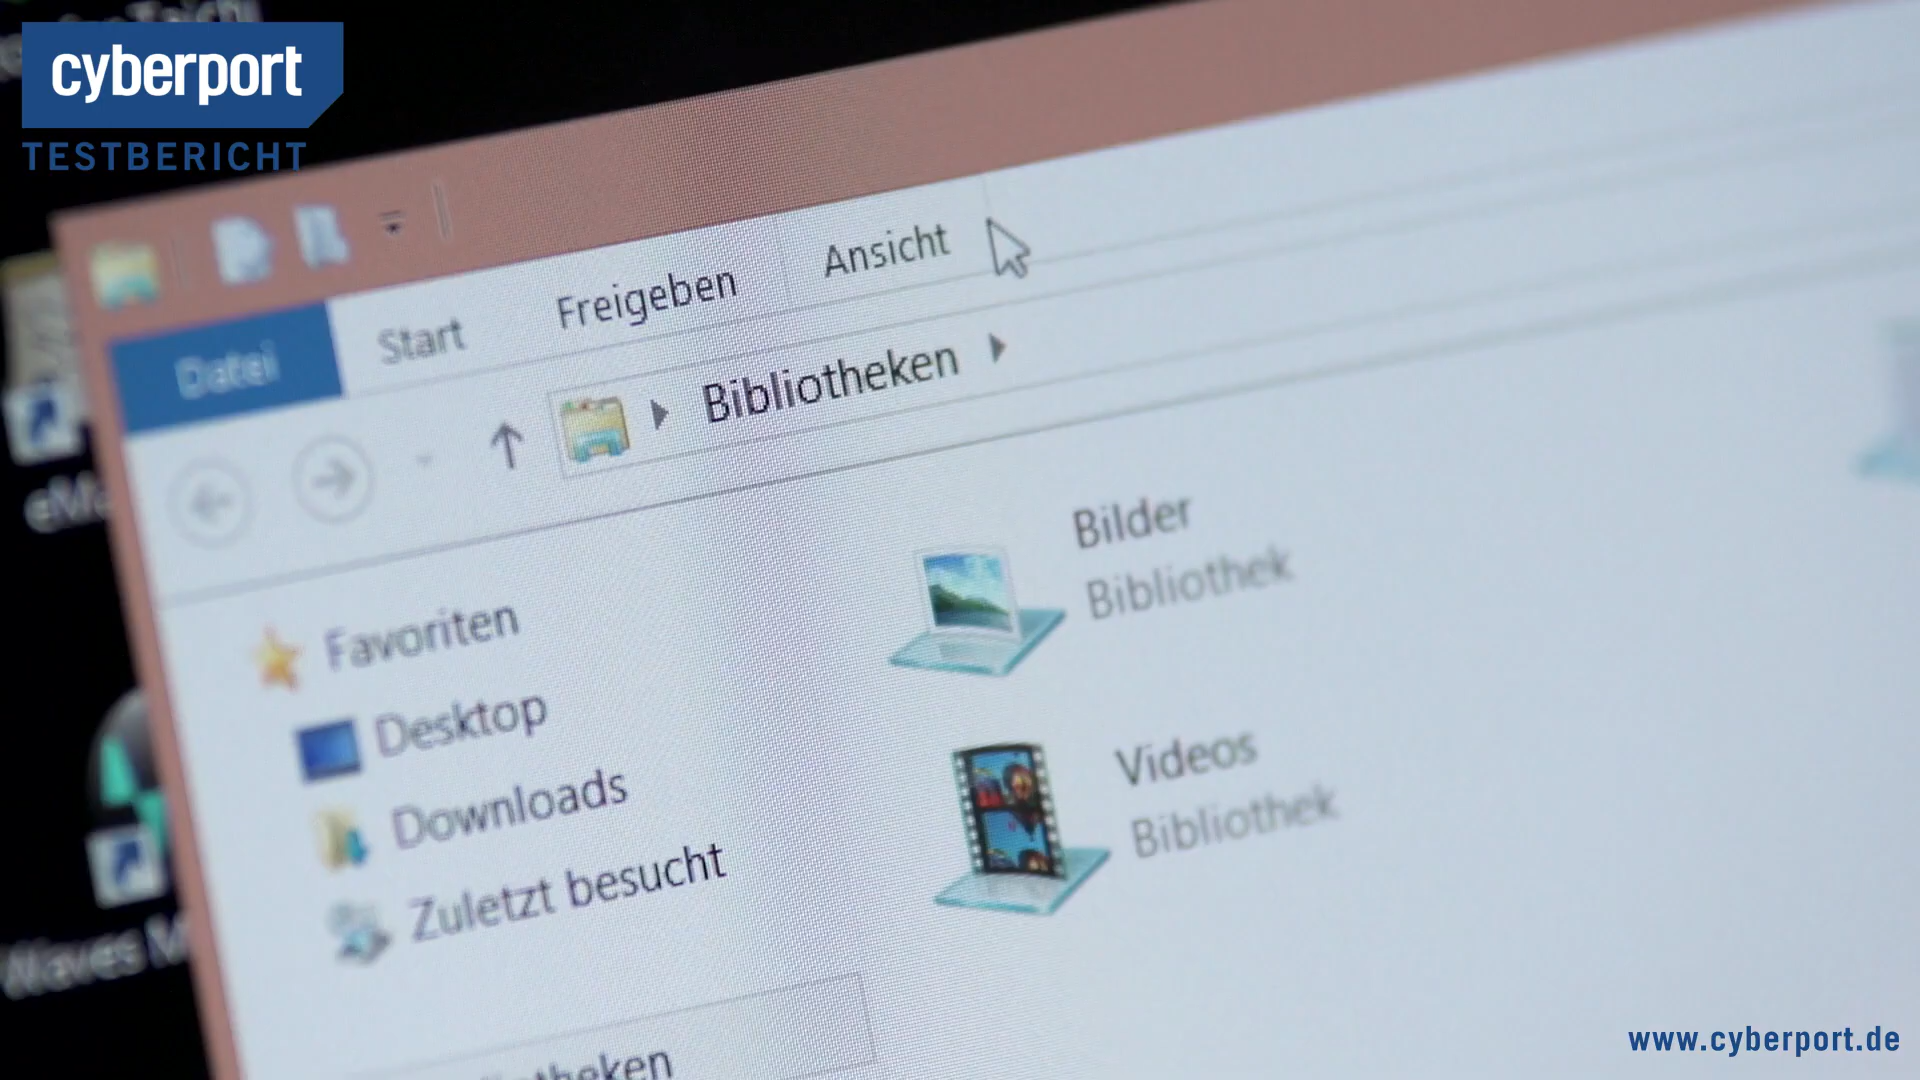 cyberport
TESTBERICHT
Datei
Start
Freigeben
Ansicht
Bibliotheken
Favoriten
Desktop
Downloads
Zuletzt besucht
Bilder
Bibliothek
Videos
Bibliothek
www.cyberport.de